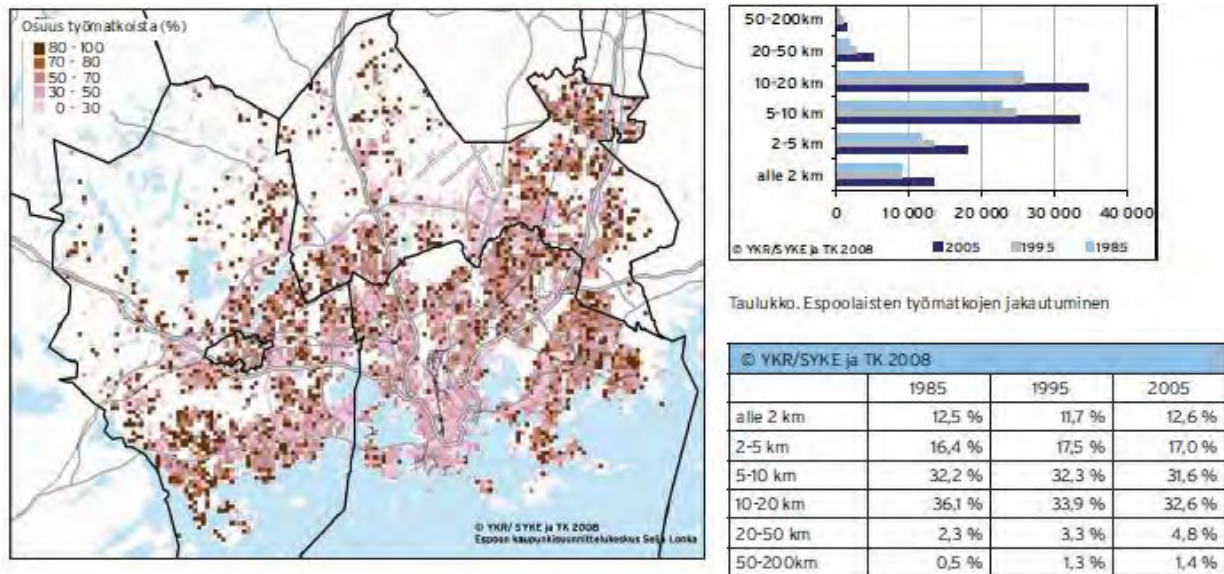 Osuus työmatkoista (%)
80 - 100
70 - 80
50 - 70
30 - 50
0 - 30
© YKR/ SYKE ja TK 2008
Espoon kaupunkisuunnittelukeskus Seija Lonka
50-200km
20-50 km
10-20 km
5-10 km
2-5 km
alle 2 km
0 10 000 20 000 30 000 40 000
© YKR/SYKE ja TK 2008 2005 1995 1985
Taulukko. Espoolaisten työmatkojen jakautuminen
© YKR/SYKE ja TK 2008
1985 1995 2005
alle 2 km 12,5 % 11,7 % 12,6 %
2-5 km 16,4 % 17,5 % 17,0 %
5-10 km 32,2 % 32,3 % 31,6 %
10-20 km 36,1 % 33,9 % 32,6 %
20-50 km 2,3 % 3,3 % 4,8 %
50-200km 0,5 % 1,3 % 1,4 %